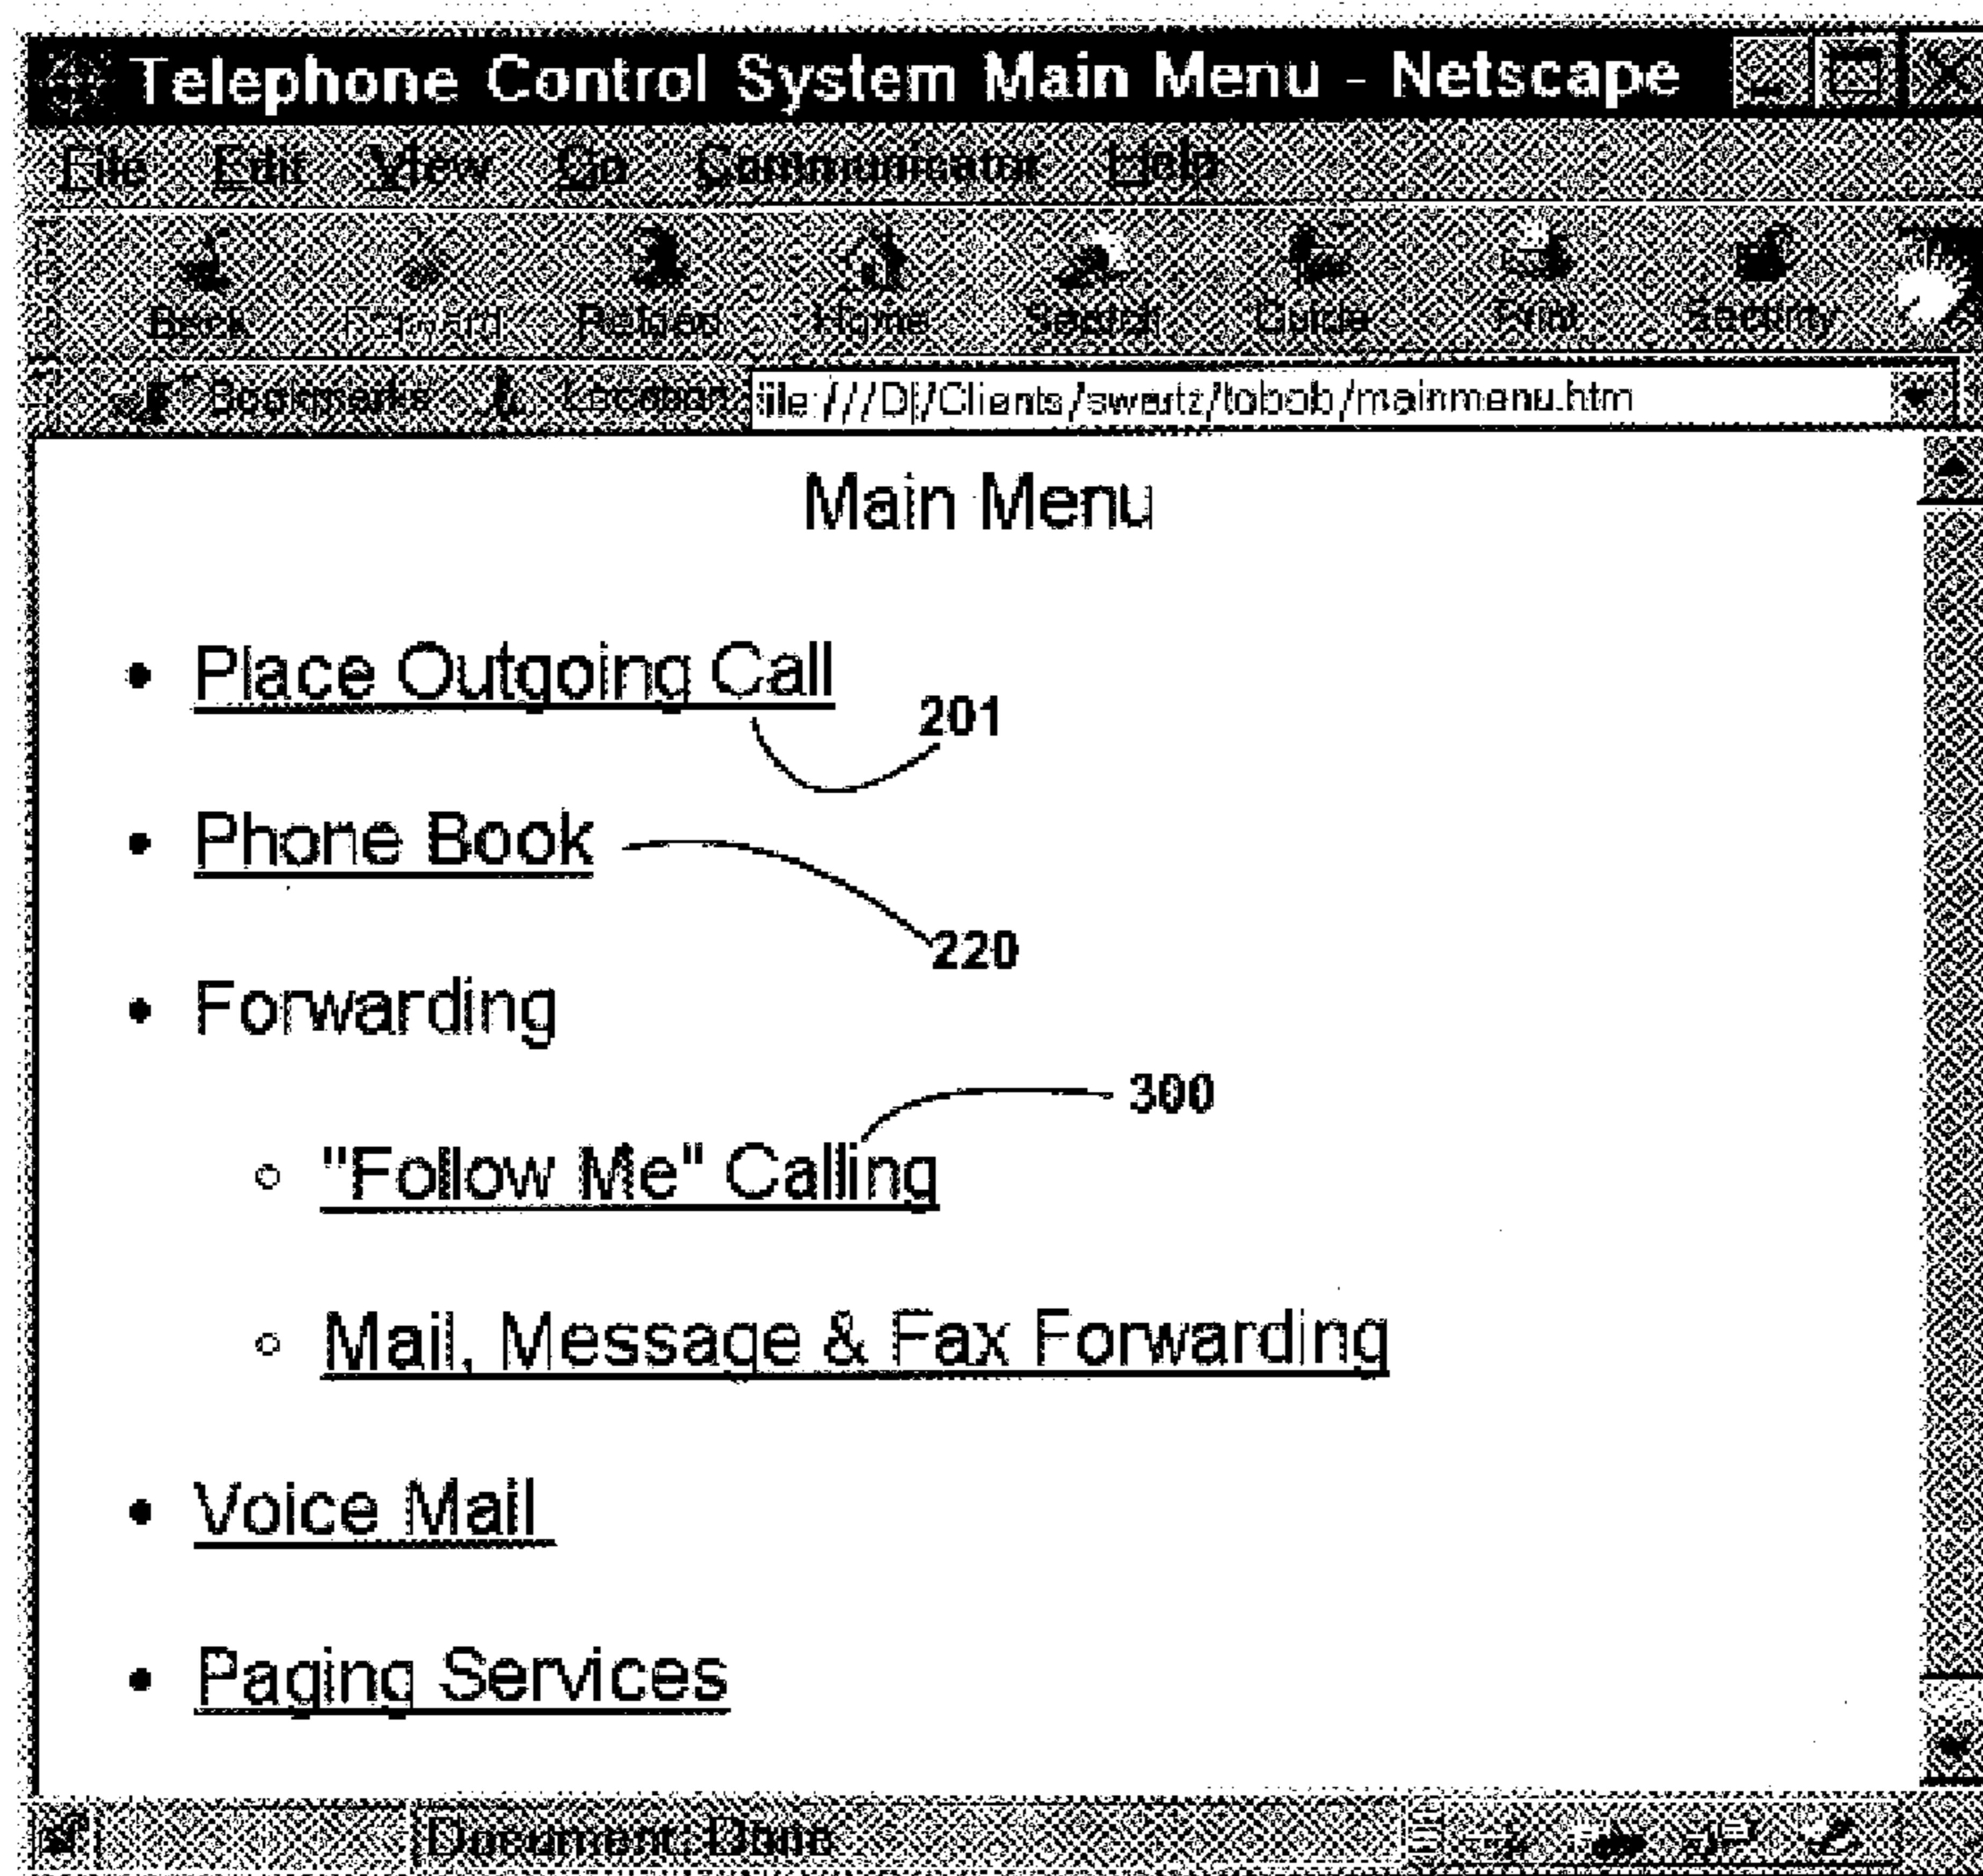 Telephone Control System Main Menu - Netscape
File Edit View Go Communicator Help
Back Forward Reload Home Search Guide Print Security
Bookmarks Location: file:///D|/Clients/swartz/tobob/mainmenu.htm
Main Menu
• Place Outgoing Call
201
• Phone Book
220
• Forwarding
300
○ "Follow Me" Calling
○ Mail, Message & Fax Forwarding
• Voice Mail
• Paging Services
Document: Done